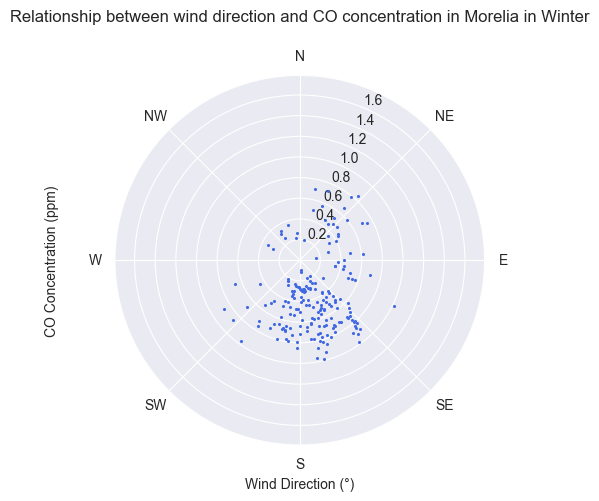 Relationship between wind direction and CO concentration in Morelia in Winter
N
NW
NE
1.6
1.4
1.2
1.0
0.8
0.6
0.4
0.2
W
E
CO Concentration (ppm)
SW
SE
S
Wind Direction (°)